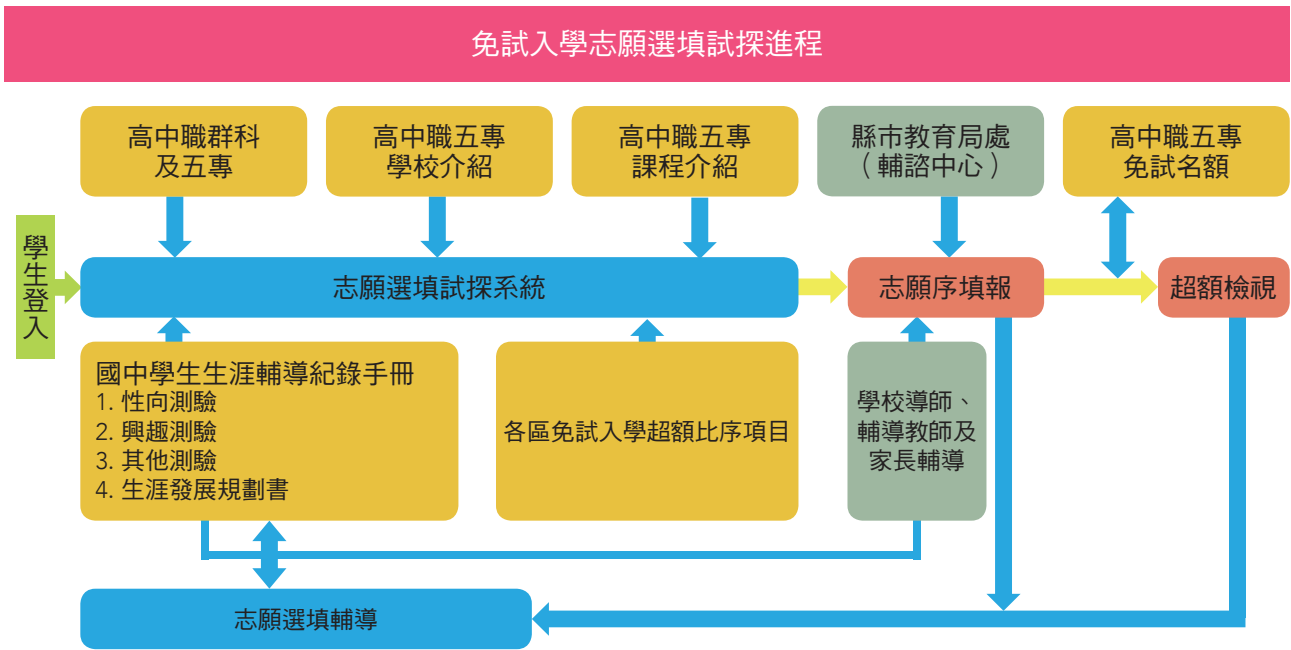 免試入學志願選填試探進程
高中職群科
及五專
高中職五專
學校介紹
高中職五專
課程介紹
縣市教育局處
（輔諮中心）
高中職五專
免試名額
學生登入
志願選填試探系統
志願序填報
超額檢視
國中學生生涯輔導紀錄手冊
1. 性向測驗
2. 興趣測驗
3. 其他測驗
4. 生涯發展規劃書
各區免試入學超額比序項目
學校導師、
輔導教師及
家長輔導
志願選填輔導